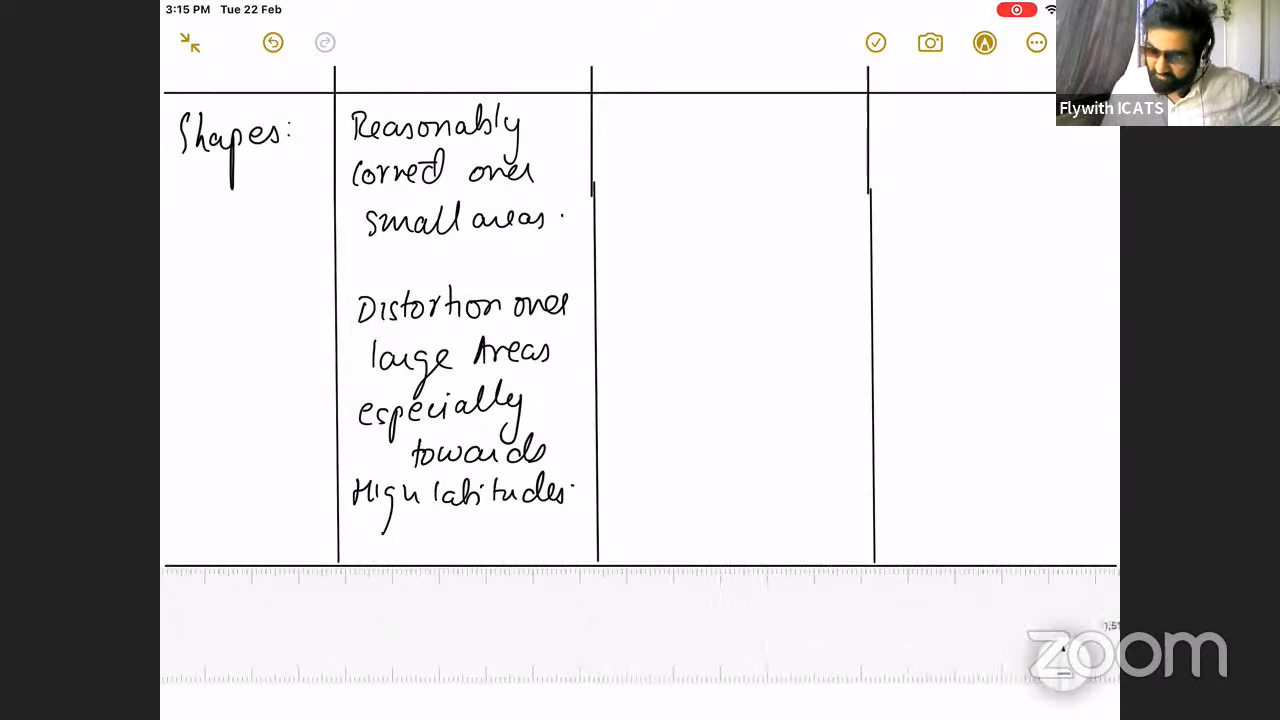 3:15 PM Tue 22 Feb
Flywith ICATS
Shapes:
Reasonably
correct over
small areas.
Distortion over
large Areas
especially
towards
High latitudes.
zoom